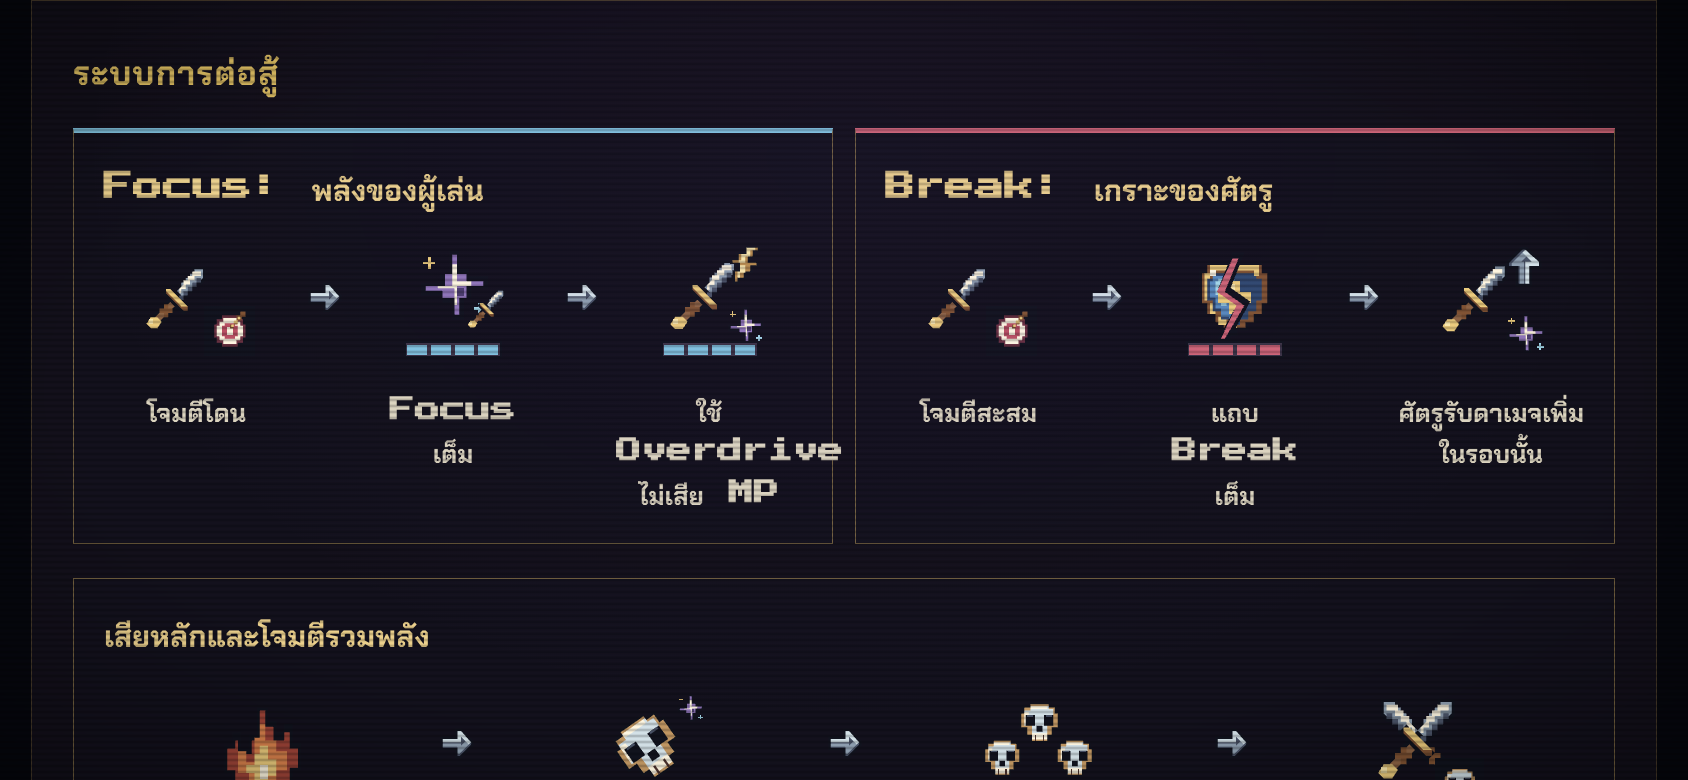 ระบบการต่อสู้
Focus: พลังของผู้เล่น
โจมตีโดน
Focus
เต็ม
ใช้
Overdrive
ไม่เสีย MP
Break: เกราะของศัตรู
โจมตีสะสม
แถบ
Break
เต็ม
ศัตรูรับดาเมจเพิ่ม
ในรอบนั้น
เสียหลักและโจมตีรวมพลัง